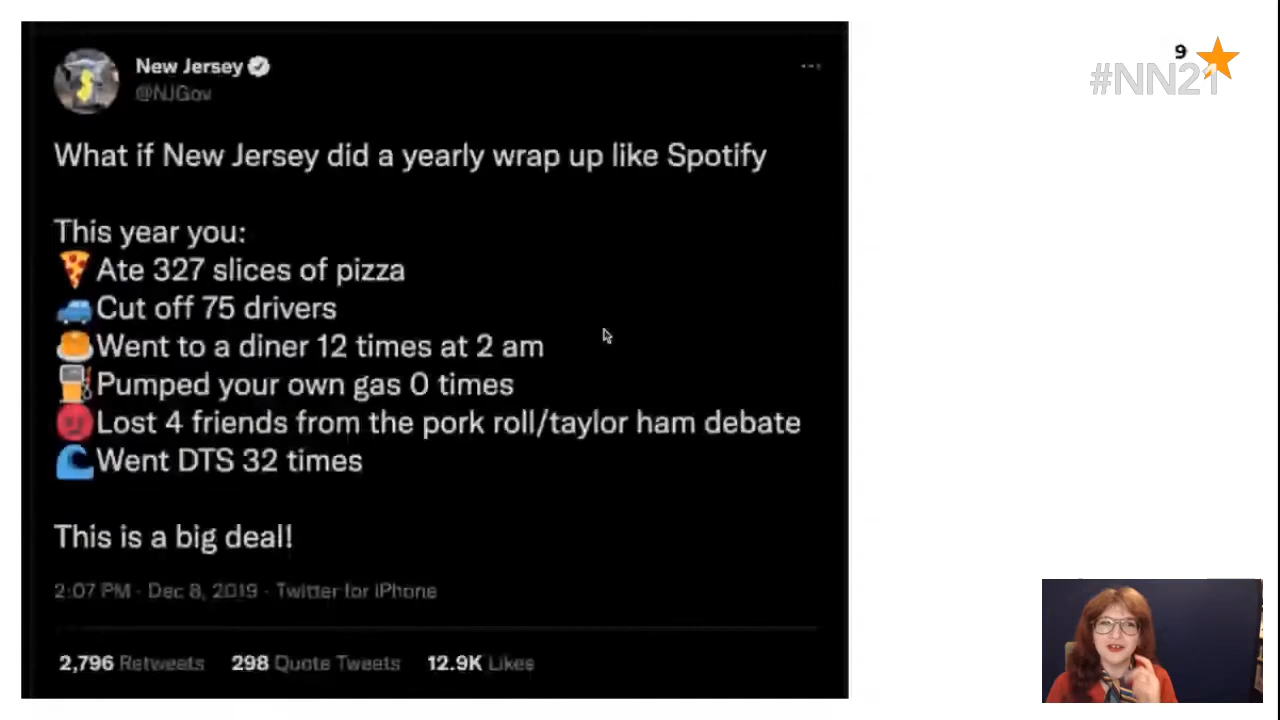 New Jersey
@NJGov
What if New Jersey did a yearly wrap up like Spotify
This year you:
Ate 327 slices of pizza
Cut off 75 drivers
Went to a diner 12 times at 2 am
Pumped your own gas 0 times
Lost 4 friends from the pork roll/taylor ham debate
Went DTS 32 times
This is a big deal!
2:07 PM · Dec 8, 2019 · Twitter for iPhone
2,796 Retweets 298 Quote Tweets 12.9K Likes
9
#NN21